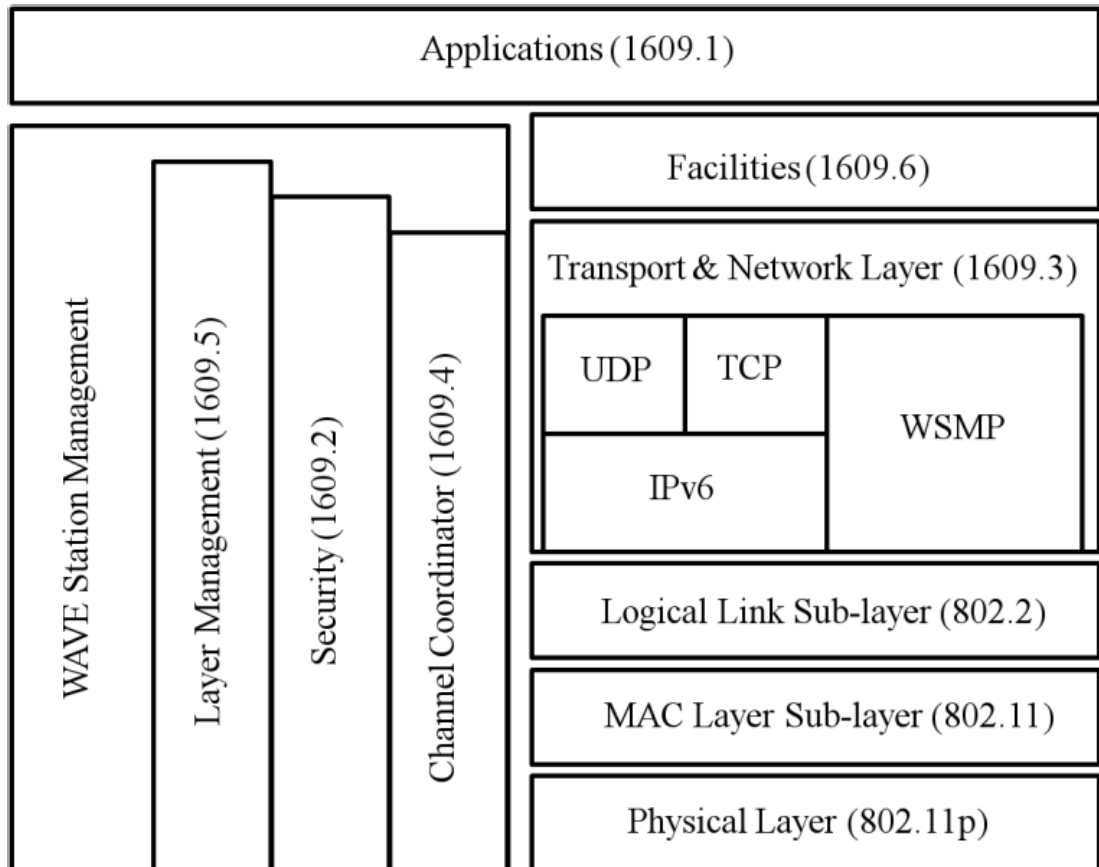 Applications (1609.1)
WAVE Station Management
Layer Management (1609.5)
Security (1609.2)
Channel Coordinator (1609.4)
Facilities (1609.6)
Transport & Network Layer (1609.3)
UDP
TCP
WSMP
IPv6
Logical Link Sub-layer (802.2)
MAC Layer Sub-layer (802.11)
Physical Layer (802.11p)